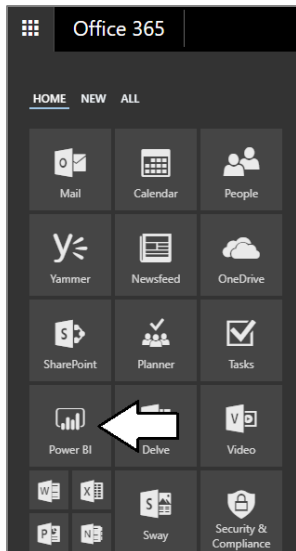 Office 365
HOME NEW ALL
Mail Calendar People
Yammer Newsfeed OneDrive
SharePoint Planner Tasks
Power BI Delve Video
Sway Security &
Compliance